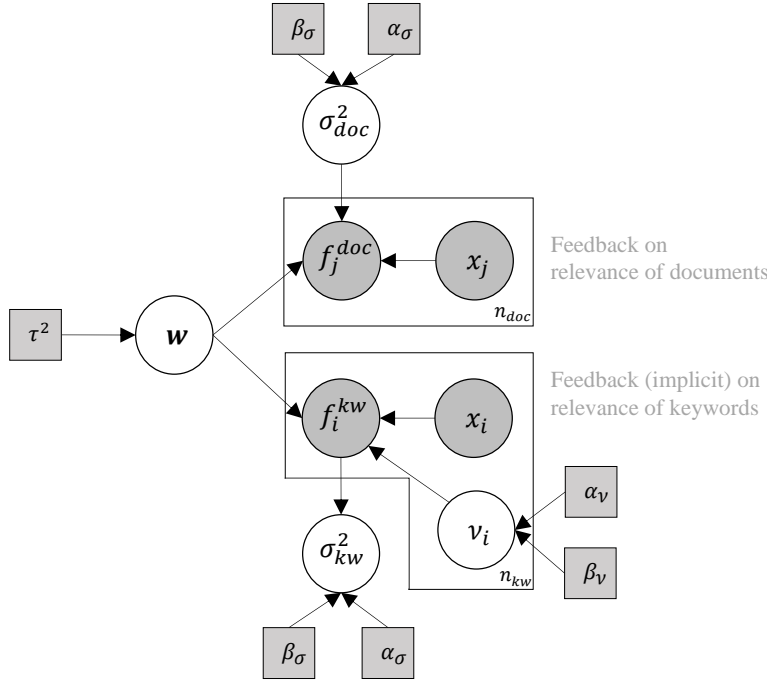 β_σ α_σ
σ²_doc
f_j^doc x_j
n_doc
Feedback on
relevance of documents
τ² w
f_i^kw x_i
Feedback (implicit) on
relevance of keywords
α_ν
ν_i
σ²_kw
n_kw β_ν
β_σ α_σ